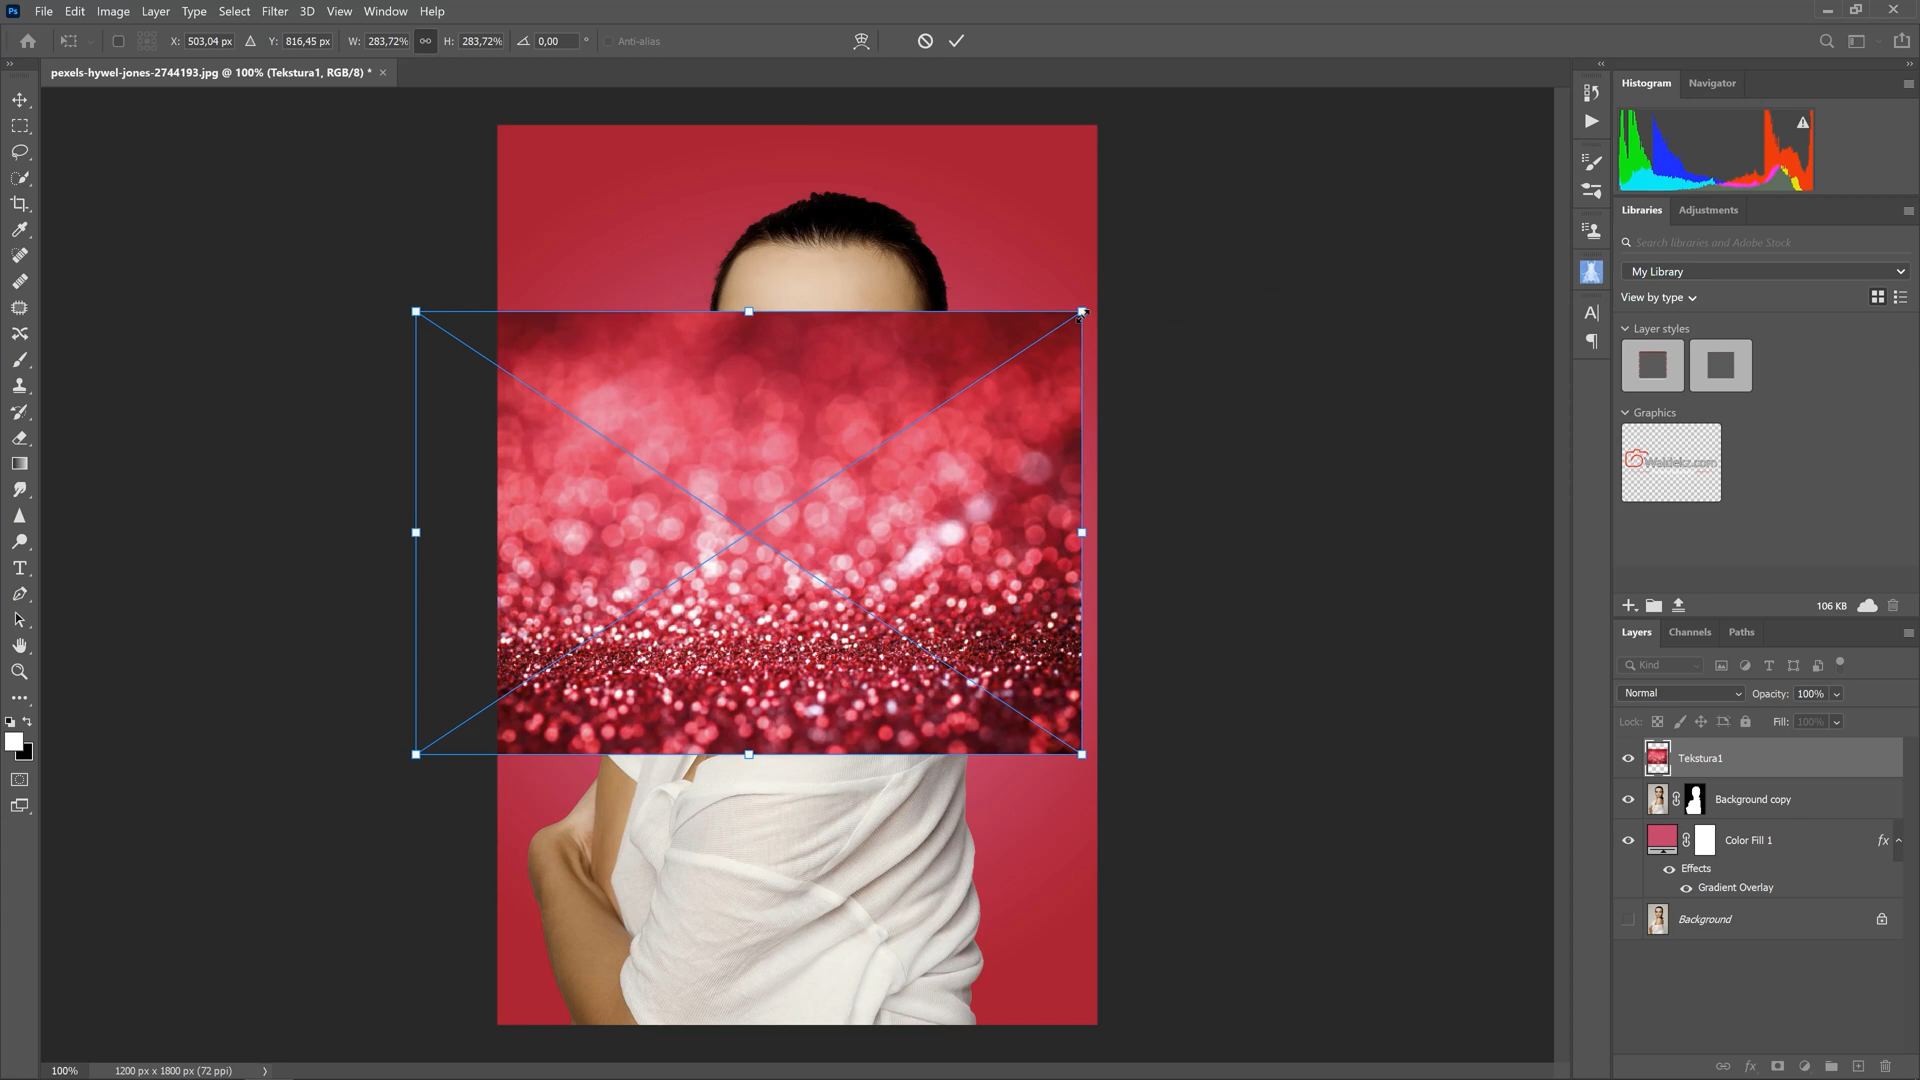 Ps File Edit Image Layer Type Select Filter 3D View Window Help
X: 503,04 px Y: 816,45 px W: 283,72% H: 283,72% 0,00 ° Anti-alias
pexels-hywel-jones-2744193.jpg @ 100% (Tekstura1, RGB/8) *
Histogram Navigator
Libraries Adjustments
Search libraries and Adobe Stock
My Library
View by type
Layer styles
Graphics
Waldekz.com
106 KB
Layers Channels Paths
Kind
Normal Opacity: 100%
Lock: Fill: 100%
Tekstura1
Background copy
Color Fill 1 fx
Effects
Gradient Overlay
Background
100% 1200 px x 1800 px (72 ppi)